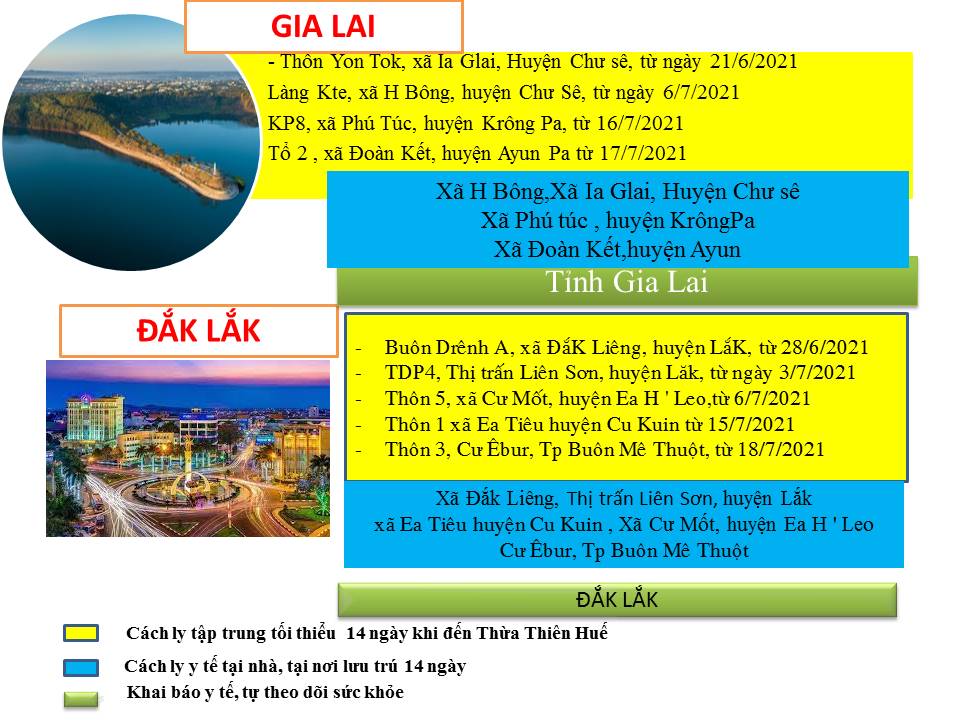 GIA LAI
- Thôn Yon Tok, xã Ia Glai, Huyện Chư sê, từ ngày 21/6/2021
Làng Kte, xã H Bông, huyện Chư Sê, từ ngày 6/7/2021
KP8, xã Phú Túc, huyện Krông Pa, từ 16/7/2021
Tổ 2 , xã Đoàn Kết, huyện Ayun Pa từ 17/7/2021
Xã H Bông,Xã Ia Glai, Huyện Chư sê
Xã Phú túc , huyện KrôngPa
Xã Đoàn Kết,huyện Ayun
Tỉnh Gia Lai
ĐẮK LẮK
- Buôn Drênh A, xã ĐắK Liêng, huyện LắK, từ 28/6/2021
- TDP4, Thị trấn Liên Sơn, huyện Lăk, từ ngày 3/7/2021
- Thôn 5, xã Cư Mốt, huyện Ea H ' Leo,từ 6/7/2021
- Thôn 1 xã Ea Tiêu huyện Cu Kuin từ 15/7/2021
- Thôn 3, Cư Êbur, Tp Buôn Mê Thuột, từ 18/7/2021
Xã Đắk Liêng, Thị trấn Liên Sơn, huyện Lắk
xã Ea Tiêu huyện Cu Kuin , Xã Cư Mốt, huyện Ea H ' Leo
Cư Êbur, Tp Buôn Mê Thuột
ĐẮK LẮK
Cách ly tập trung tối thiểu 14 ngày khi đến Thừa Thiên Huế
Cách ly y tế tại nhà, tại nơi lưu trú 14 ngày
Khai báo y tế, tự theo dõi sức khỏe